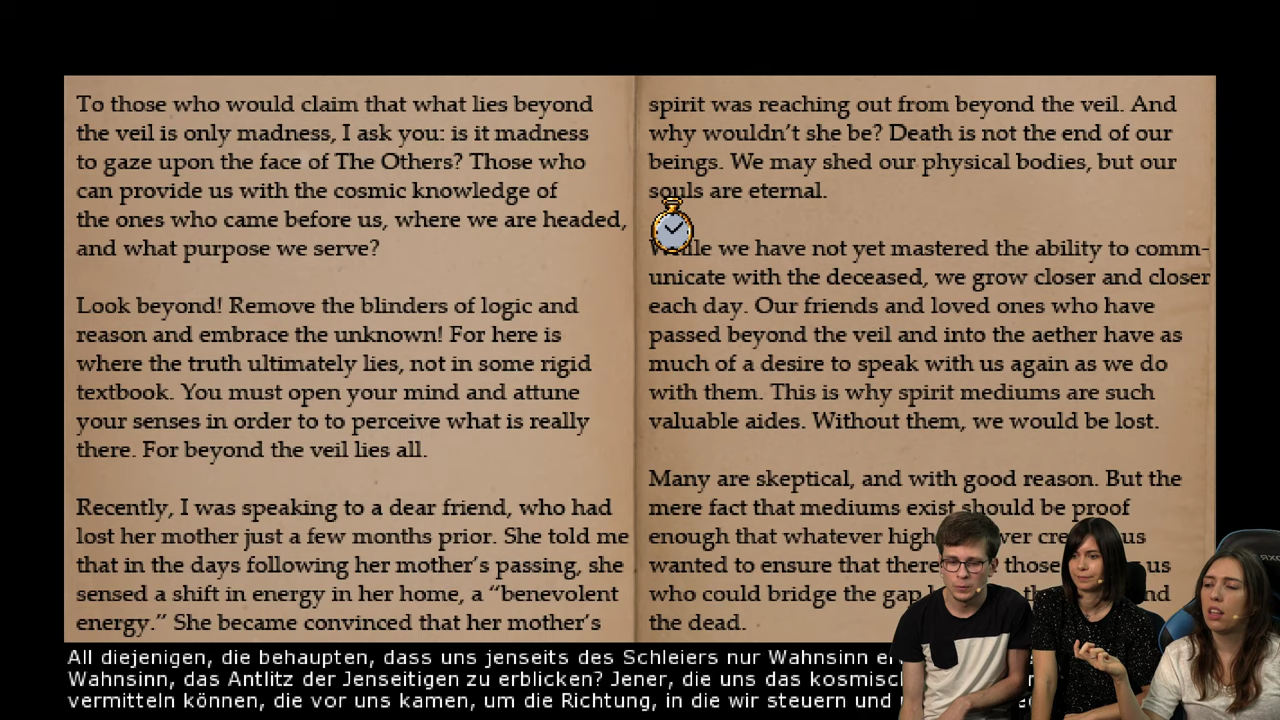 To those who would claim that what lies beyond
the veil is only madness, I ask you: is it madness
to gaze upon the face of The Others? Those who
can provide us with the cosmic knowledge of
the ones who came before us, where we are headed,
and what purpose we serve?
Look beyond! Remove the blinders of logic and
reason and embrace the unknown! For here is
where the truth ultimately lies, not in some rigid
textbook. You must open your mind and attune
your senses in order to to perceive what is really
there. For beyond the veil lies all.
Recently, I was speaking to a dear friend, who had
lost her mother just a few months prior. She told me
that in the days following her mother's passing, she
sensed a shift in energy in her home, a “benevolent
energy.” She became convinced that her mother's
spirit was reaching out from beyond the veil. And
why wouldn't she be? Death is not the end of our
beings. We may shed our physical bodies, but our
souls are eternal.
While we have not yet mastered the ability to comm-
unicate with the deceased, we grow closer and closer
each day. Our friends and loved ones who have
passed beyond the veil and into the aether have as
much of a desire to speak with us again as we do
with them. This is why spirit mediums are such
valuable aides. Without them, we would be lost.
Many are skeptical, and with good reason. But the
mere fact that mediums exist should be proof
enough that whatever us
wanted to ensure that there those us
who could bridge the gap
the dead.
All diejenigen, die behaupten, dass uns jenseits des Schleiers nur Wahnsinn
Wahnsinn, das Antlitz der Jenseitigen zu erblicken? Jener, die uns das
vermitteln können, die vor uns kamen, um die Richtung, in die wir steuern und